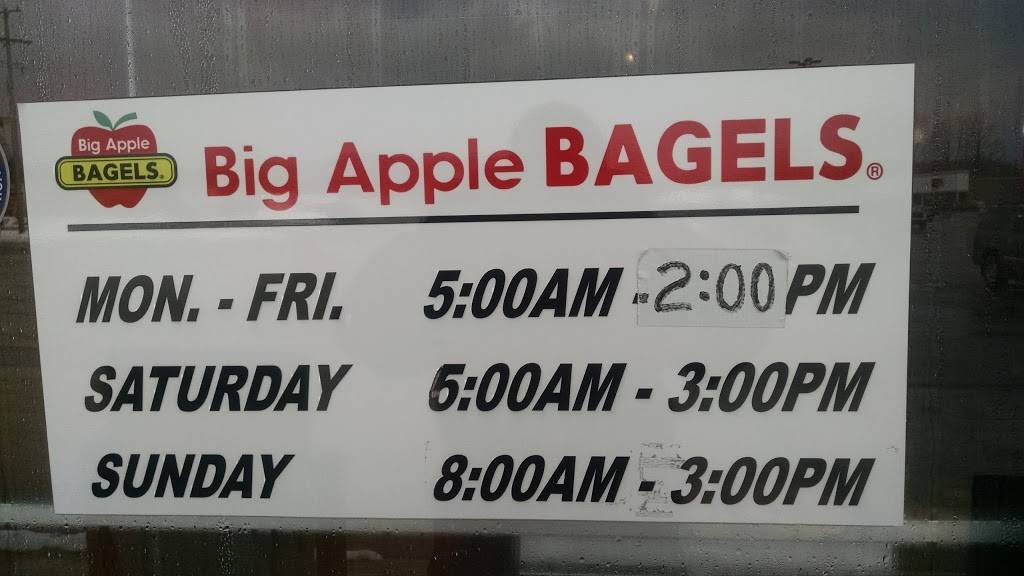 Big Apple
BAGELS.
Big Apple BAGELS®
MON. - FRI. 5:00AM - 2:00 PM
SATURDAY 6:00AM - 3:00PM
SUNDAY 8:00AM - 3:00PM